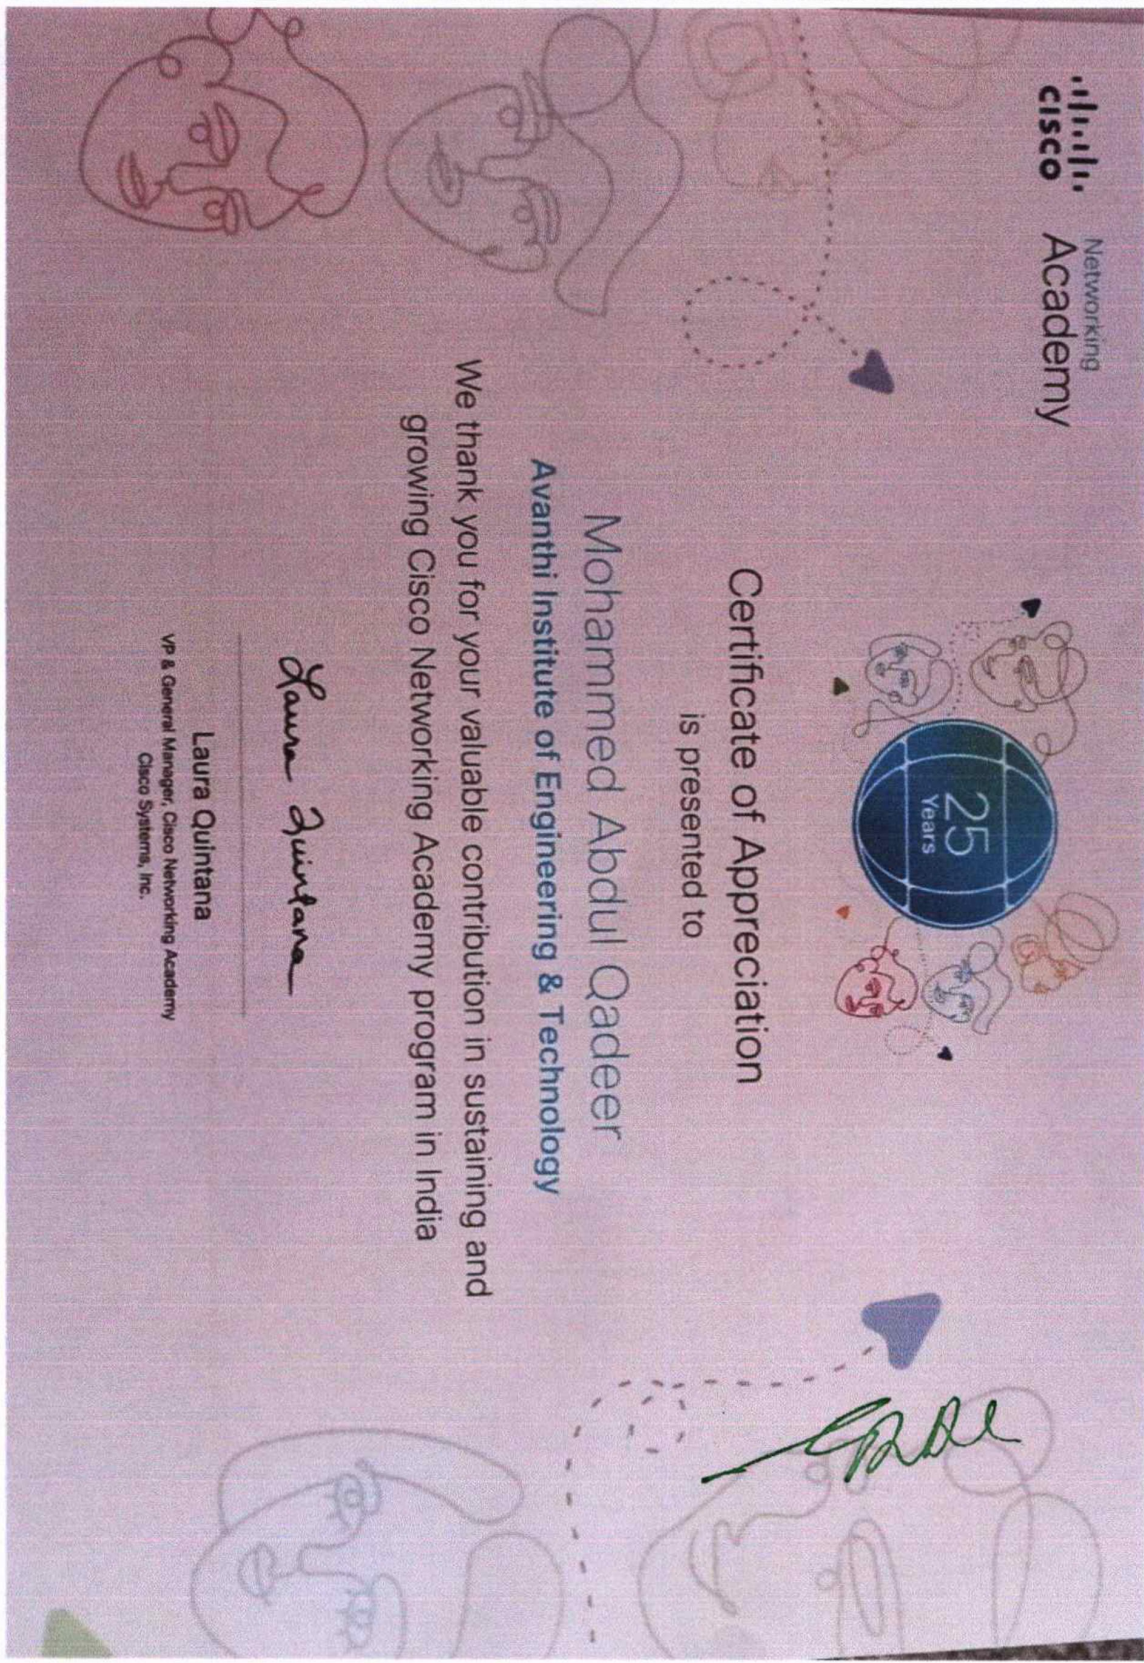 cisco
Networking
Academy
25
Years
Certificate of Appreciation
is presented to
Mohammed Abdul Qadeer
Avanthi Institute of Engineering & Technology
We thank you for your valuable contribution in sustaining and
growing Cisco Networking Academy program in India
Laura Quintana
Laura Quintana
VP & General Manager, Cisco Networking Academy
Cisco Systems, Inc.